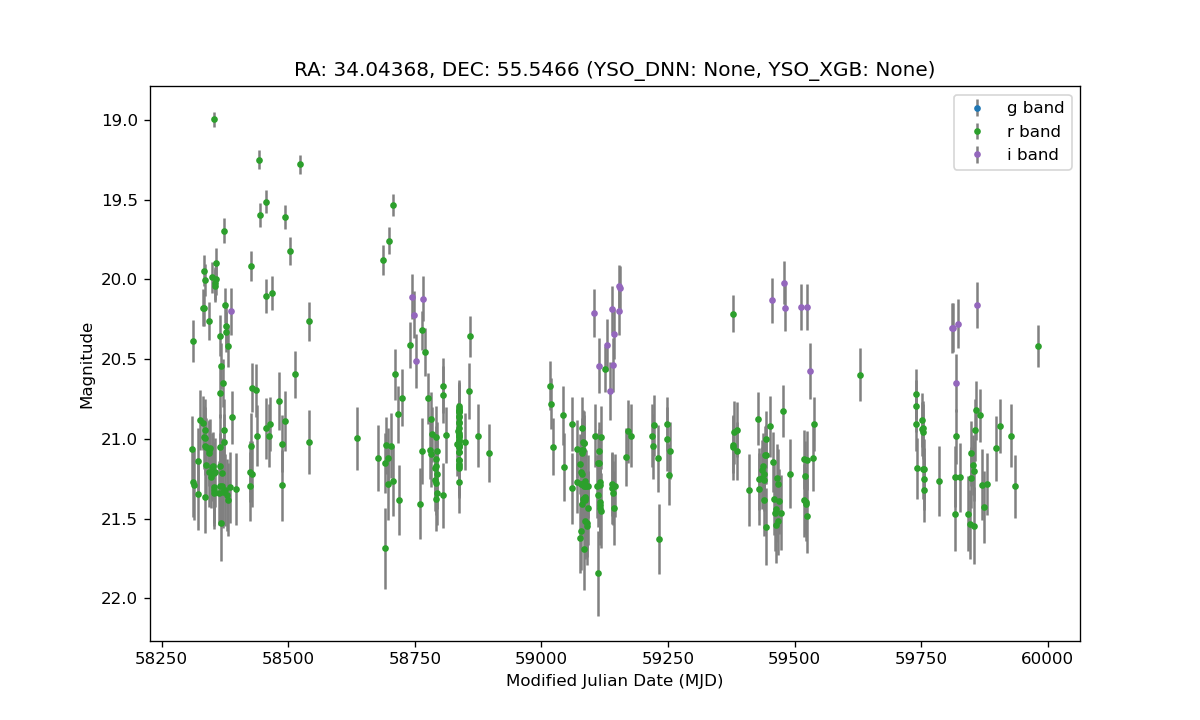 RA: 34.04368, DEC: 55.5466 (YSO_DNN: None, YSO_XGB: None)
g band
r band
i band
19.0
19.5
20.0
20.5
21.0
21.5
22.0
Magnitude
58250 58500 58750 59000 59250 59500 59750 60000
Modified Julian Date (MJD)